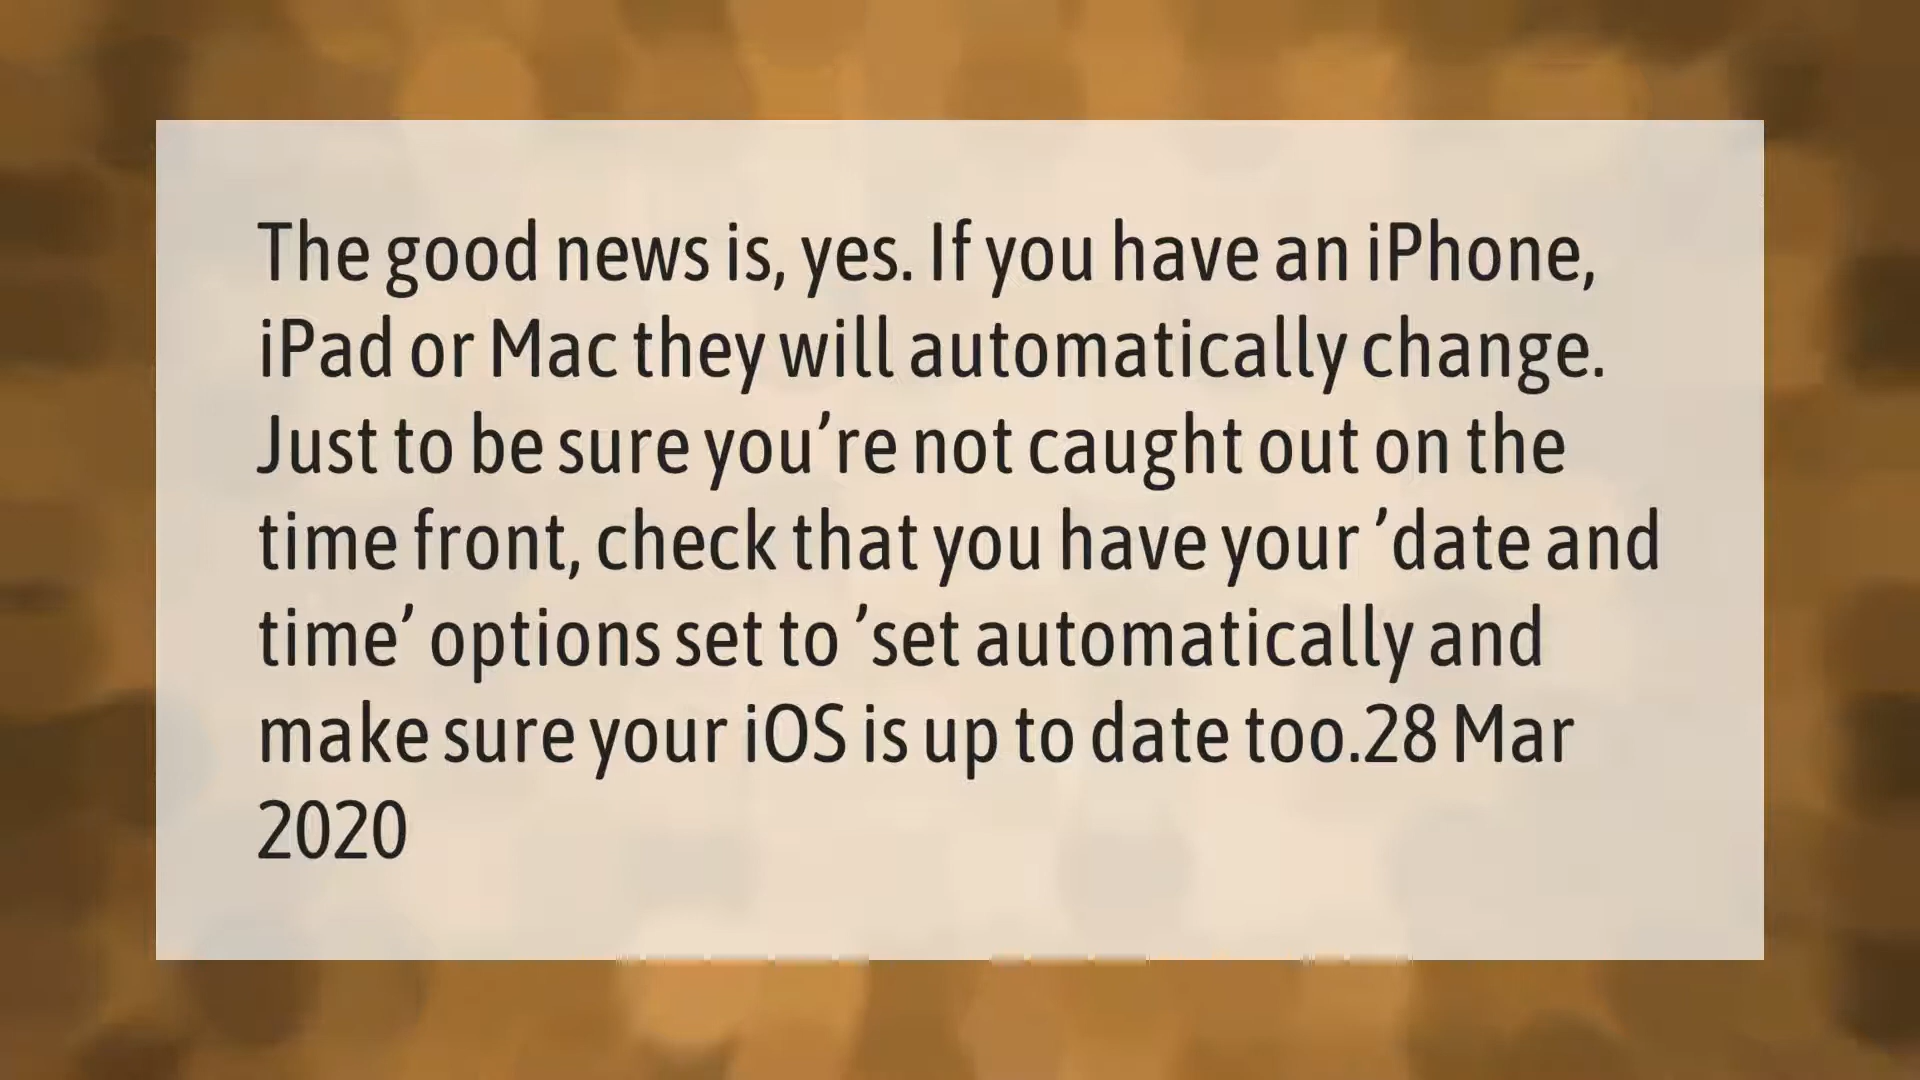 The good news is, yes. If you have an iPhone,
iPad or Mac they will automatically change.
Just to be sure you’re not caught out on the
time front, check that you have your ’date and
time’ options set to ’set automatically and
make sure your iOS is up to date too.28 Mar
2020